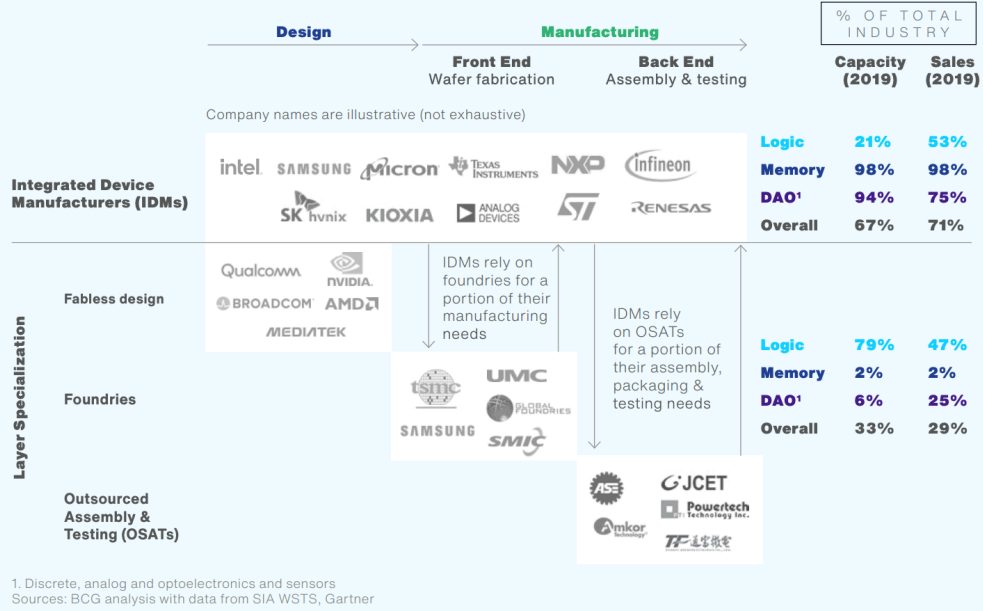 % OF TOTAL
INDUSTRY
Design
Manufacturing
Front End
Wafer fabrication
Back End
Assembly & testing
Capacity
(2019)
Sales
(2019)
Company names are illustrative (not exhaustive)
Integrated Device
Manufacturers (IDMs)
intel.
SAMSUNG
Micron
TEXAS
INSTRUMENTS
NXP
infineon
SK hynix
KIOXIA
ANALOG
DEVICES
ST
RENESAS
Logic 21% 53%
Memory 98% 98%
DAO¹ 94% 75%
Overall 67% 71%
Layer Specialization
Fabless design
Qualcomm
NVIDIA.
BROADCOM
AMD
MEDIATEK
IDMs rely on
foundries for a
portion of their
manufacturing
needs
IDMs rely
on OSATs
for a portion of
their assembly,
packaging &
testing needs
Foundries
tsmc
UMC
GLOBAL
FOUNDRIES
SAMSUNG
SMIC
Logic 79% 47%
Memory 2% 2%
DAO¹ 6% 25%
Overall 33% 29%
Outsourced
Assembly &
Testing (OSATs)
ASE
JCET
Powertech
Technology Inc.
Amkor
Technology
TF 通富微電
1. Discrete, analog and optoelectronics and sensors
Sources: BCG analysis with data from SIA WSTS, Gartner